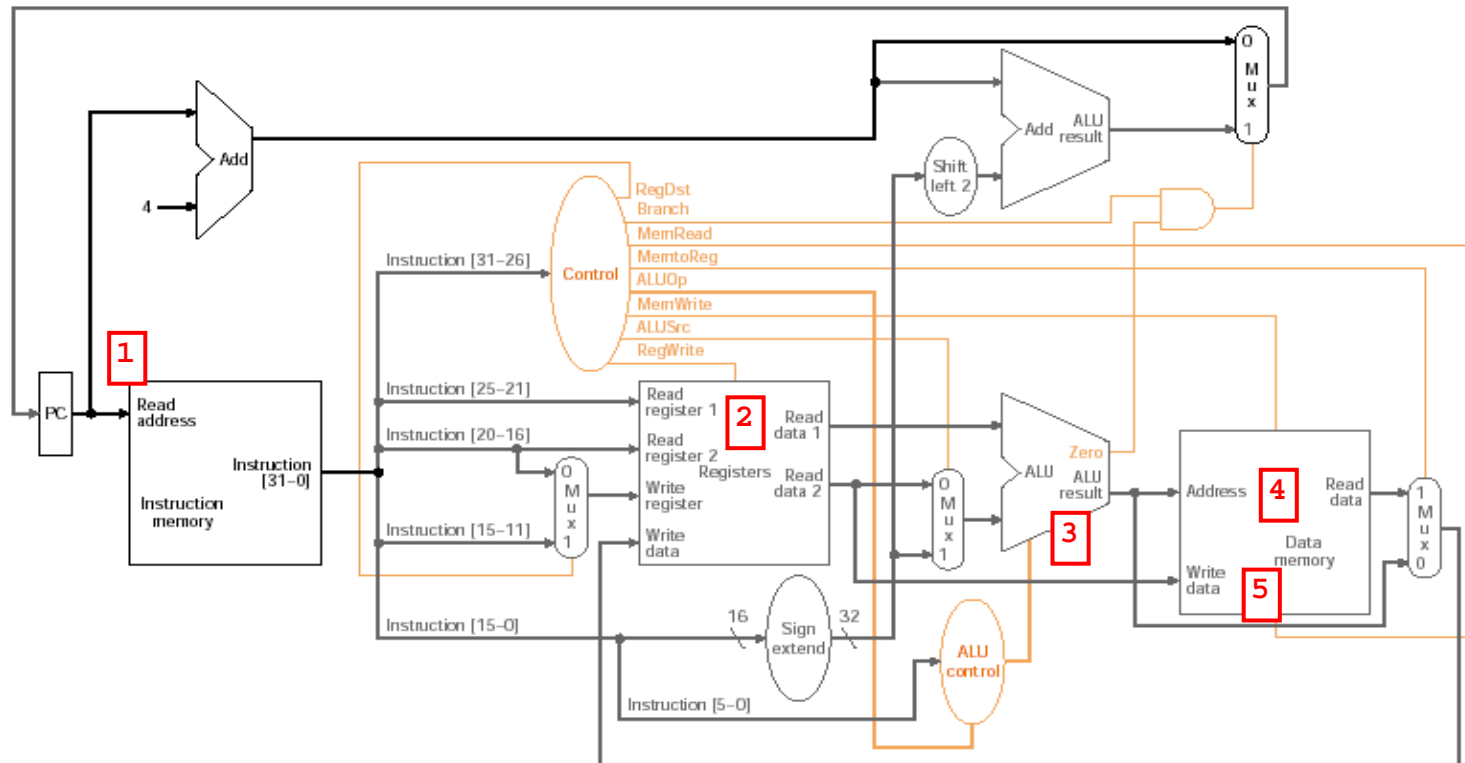 0
M
u
x
1
Add
ALU
result
Add
4
Shift
left 2
RegDst
Branch
MemRead
MemtoReg
ALUOp
MemWrite
ALUSrc
RegWrite
Control
Instruction [31-26]
1
PC
Read
address
Instruction
[31-0]
Instruction
memory
Instruction [25-21]
Instruction [20-16]
Instruction [15-11]
0
M
u
x
1
Read
register 1
Read
register 2
Write
register
Write
data
2
Registers
Read
data 1
Read
data 2
0
M
u
x
1
Zero
ALU
ALU
result
3
Address
Write
data
4
Read
data
Data
memory
5
1
M
u
x
0
Instruction [15-0]
16
Sign
extend
32
ALU
control
Instruction [5-0]